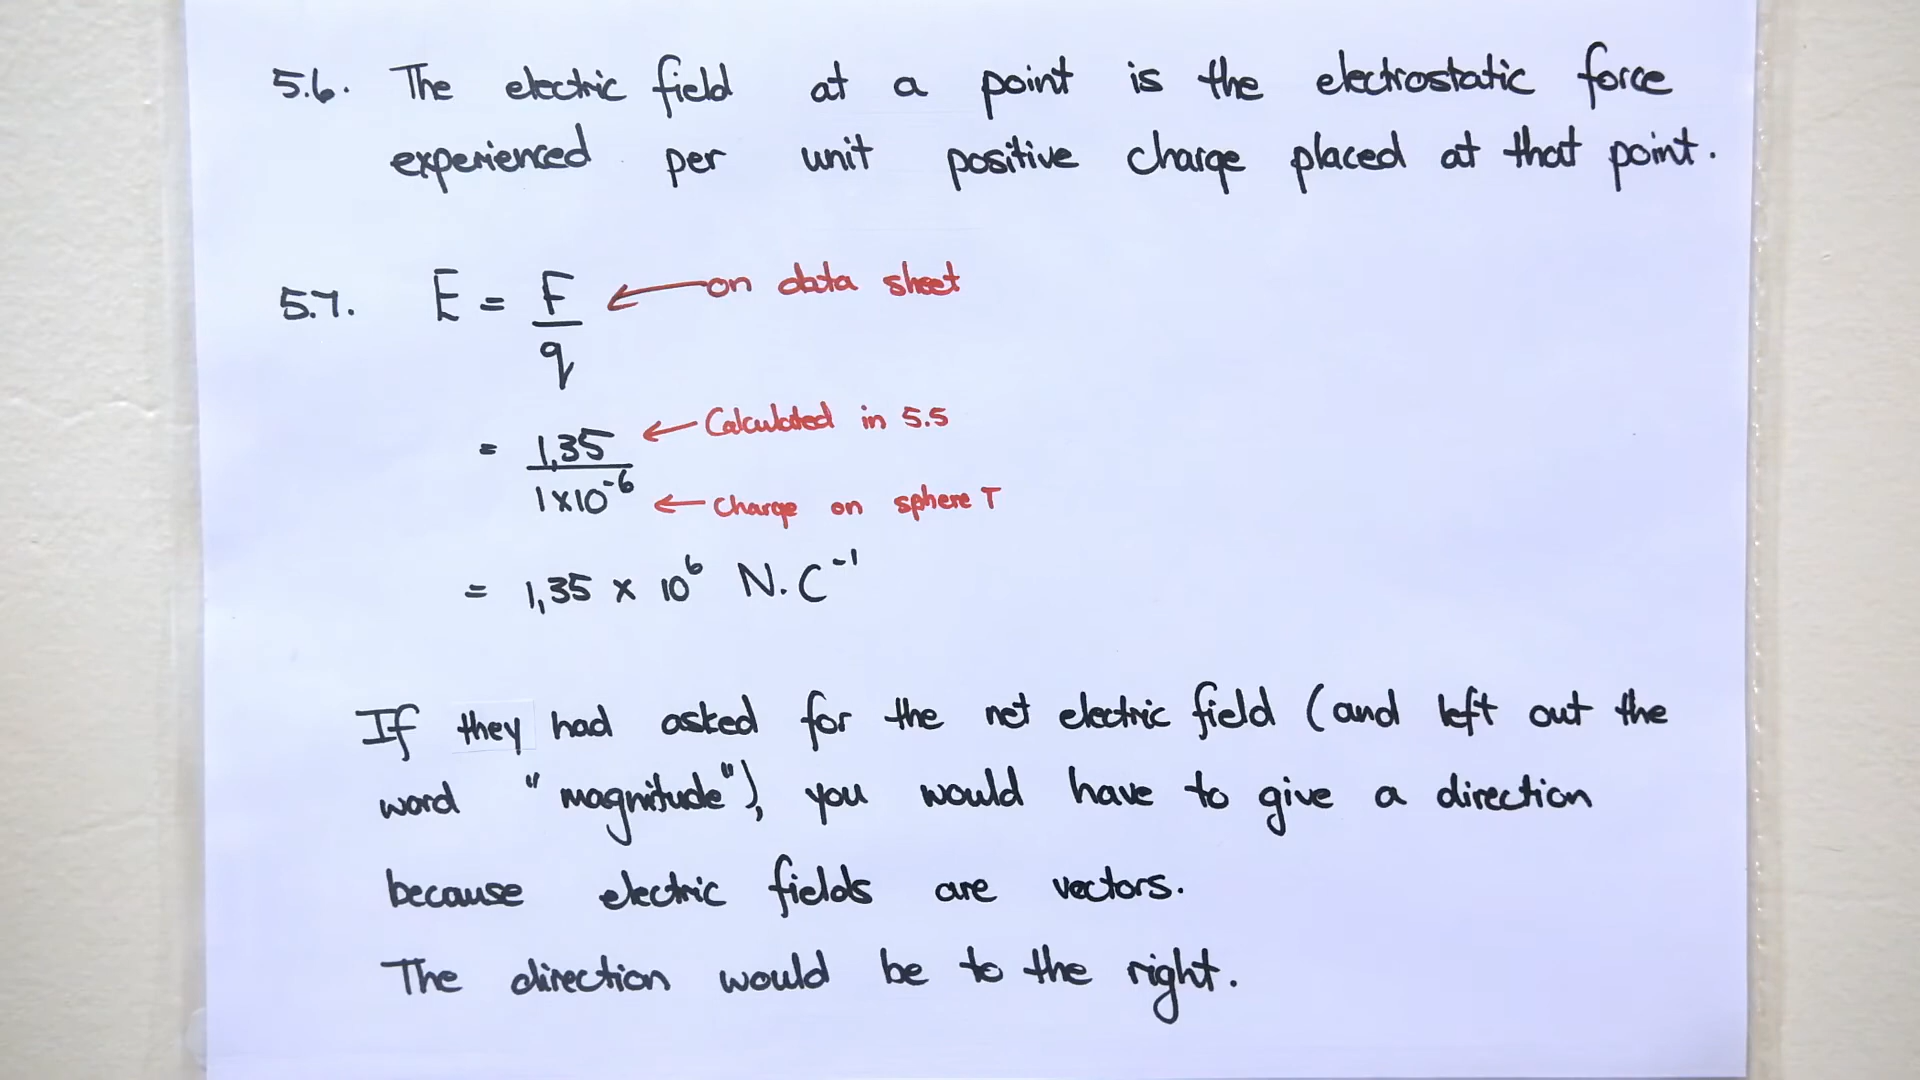 5.6. The electric field at a point is the electrostatic force
experienced per unit positive charge placed at that point.
5.7. E = F/q ← on data sheet
= 1,35 / 1×10⁻⁶ ← Calculated in 5.5
← Charge on sphere T
= 1,35 × 10⁶ N.C⁻¹
If they had asked for the net electric field (and left out the
word "magnitude"), you would have to give a direction
because electric fields are vectors.
The direction would be to the right.